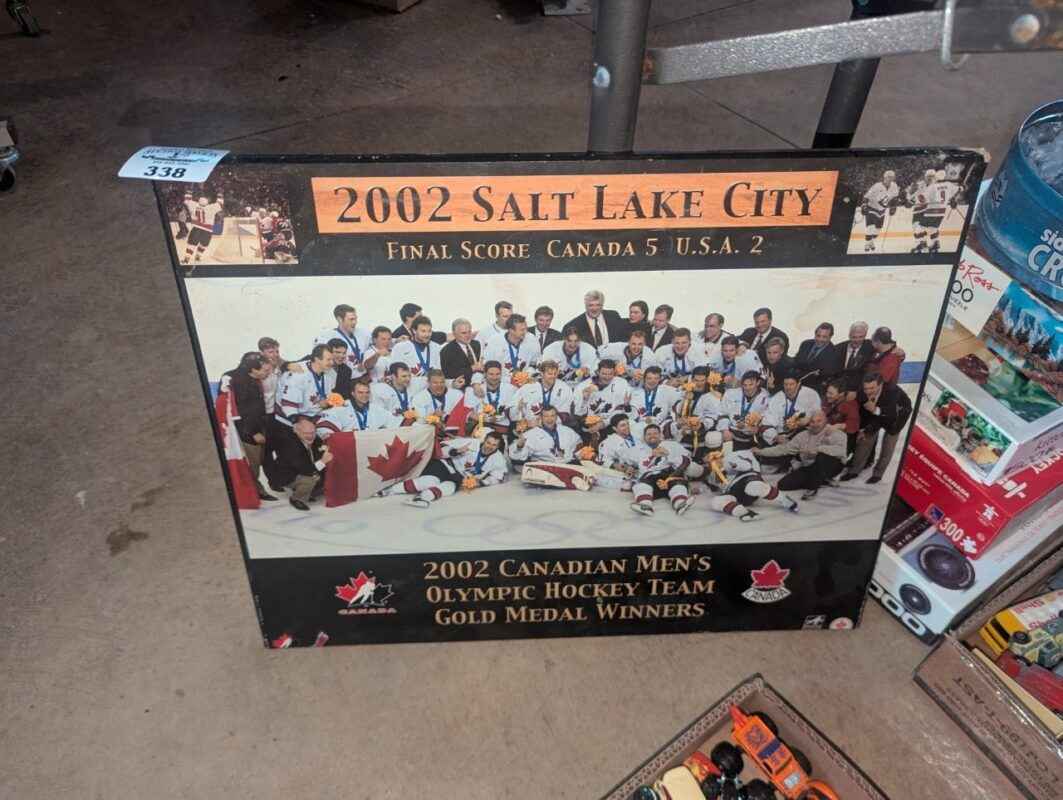 338
2002 SALT LAKE CITY
FINAL SCORE CANADA 5 U.S.A. 2
2002 CANADIAN MEN'S
OLYMPIC HOCKEY TEAM
GOLD MEDAL WINNERS
CANADA
CANADA
Ross
300